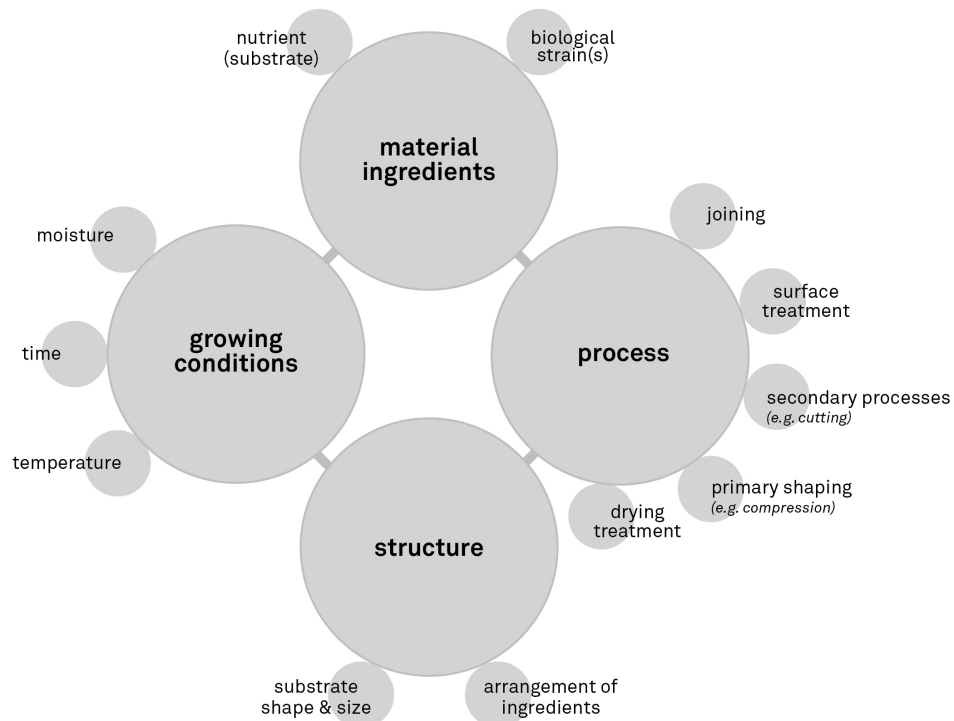 nutrient
(substrate)
biological
strain(s)
material
ingredients
joining
moisture
surface
treatment
growing
conditions
process
time
secondary processes
(e.g. cutting)
temperature
primary shaping
(e.g. compression)
drying
treatment
structure
substrate
shape & size
arrangement of
ingredients